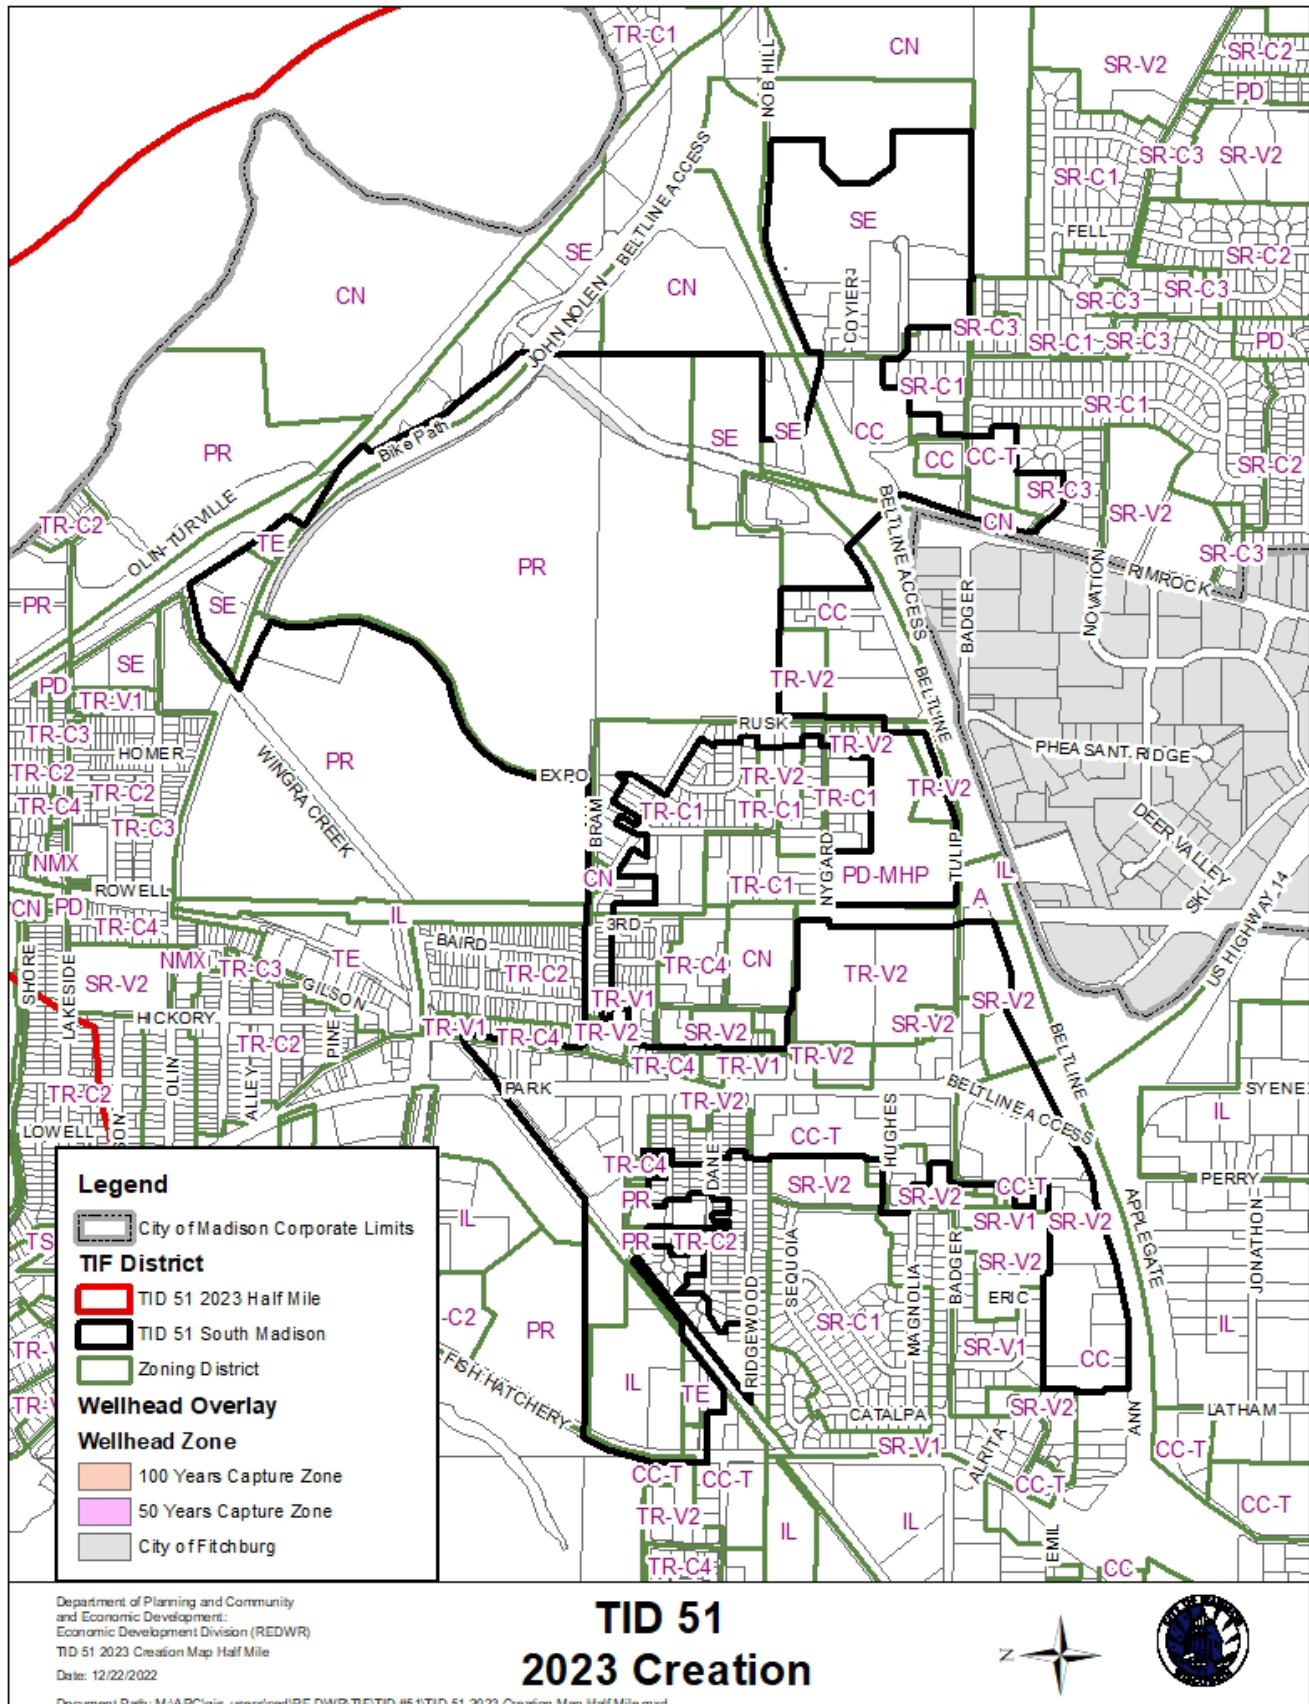 TR-C1
NOB HILL
CN
SR-V2
SR-C2
PD
SR-C3
SR-V2
SR-C1
BELTLINE ACCESS
SE
SE
FELL
SR-C2
CN
CN
COYIER
SR-C3
SR-C3
JOHN NOLEN
SR-C3
SR-C1
SR-C3
PD
SR-C1
SR-C1
Bike Path
PR
SE
SE
CC
CC
CC-T
SR-C2
SR-C3
TR-C2
OLIN-TURVILLE
TE
BELTLINE ACCESS
CN
SR-V2
SR-C3
PR
PR
SE
CC
BADGER
NOVATION
RIMROCK
SE
PD
TR-V1
TR-V2
BELTLINE
TR-C3
HOMER
RUSK
TR-V2
PHEASANT RIDGE
TR-C2
TR-C2
WINGRA CREEK
PR
EXPO
TR-V2
TR-V2
TR-C4
TR-C3
BRAM
TR-C1
TR-C1
TR-C1
DEER VALLEY
NMX
ROWELL
CN
TR-C1
NYGARD
PD-MHP
TULIP
IL
SKI
CN
PD
TR-C4
IL
3RD
A
US HIGHWAY 14
BAIRD
SHORE
LAKESIDE
NMX
TR-C3
TE
TR-C2
TR-C4
CN
TR-V2
SR-V2
GILSON
TR-V1
SR-V2
HICKORY
TR-V1
TR-C4
TR-V2
SR-V2
SR-V2
BELTLINE
TR-C2
PINE
TR-C4
TR-V1
TR-V2
OLIN
ALLEY
TR-C2
PARK
TR-V2
BELTLINE ACCESS
SYENE
LOWELL
SON
CC-T
HUGHES
IL
TR-C4
DANE
SR-V2
SR-V2
CC-T
PERRY
PR
IL
TS
SR-V1
SR-V2
APPLEGATE
JONATHON
PR
TR-C2
SEQUOIA
BADGER
SR-V2
RIDGEWOOD
MAGNOLIA
ERIC
-C2
PR
SR-C1
SR-V1
IL
TR-V
CC
FISH HATCHERY
IL
TE
TR-V
CATALPA
SR-V2
ANN
LATHAM
SR-V1
ALRITA
CC-T
CC-T
CC-T
CC-T
CC-T
TR-V2
IL
IL
TR-C4
EMIL
CC
Legend
City of Madison Corporate Limits
TIF District
TID 51 2023 Half Mile
TID 51 South Madison
Zoning District
Wellhead Overlay
Wellhead Zone
100 Years Capture Zone
50 Years Capture Zone
City of Fitchburg
Department of Planning and Community
and Economic Development:
Economic Development Division (REDWR)
TID 51 2023 Creation Map Half Mile
Date: 12/22/2022
TID 51
2023 Creation
N